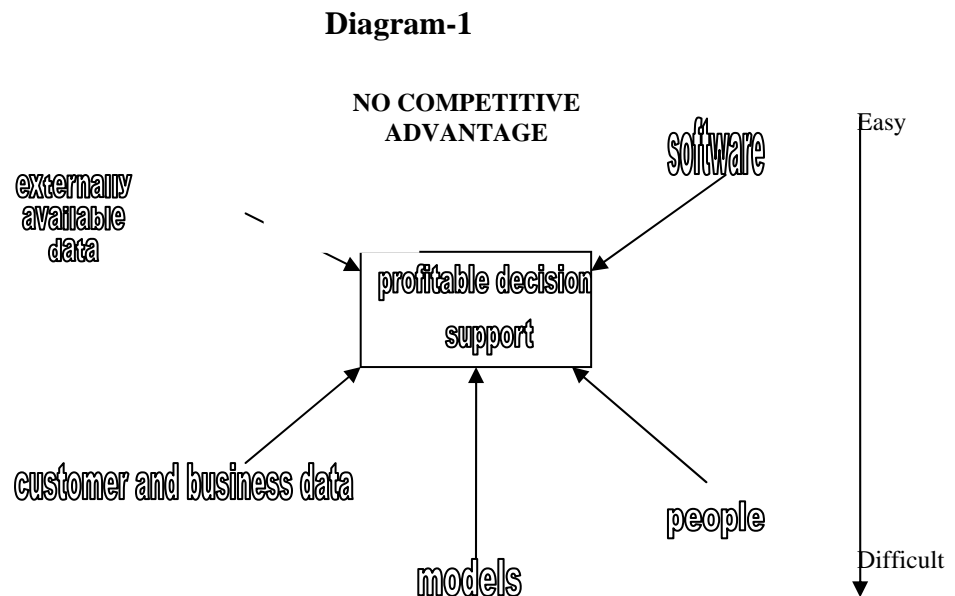 Diagram-1
NO COMPETITIVE
ADVANTAGE
Easy
software
externally
available
data
profitable decision
support
customer and business data
people
Difficult
models